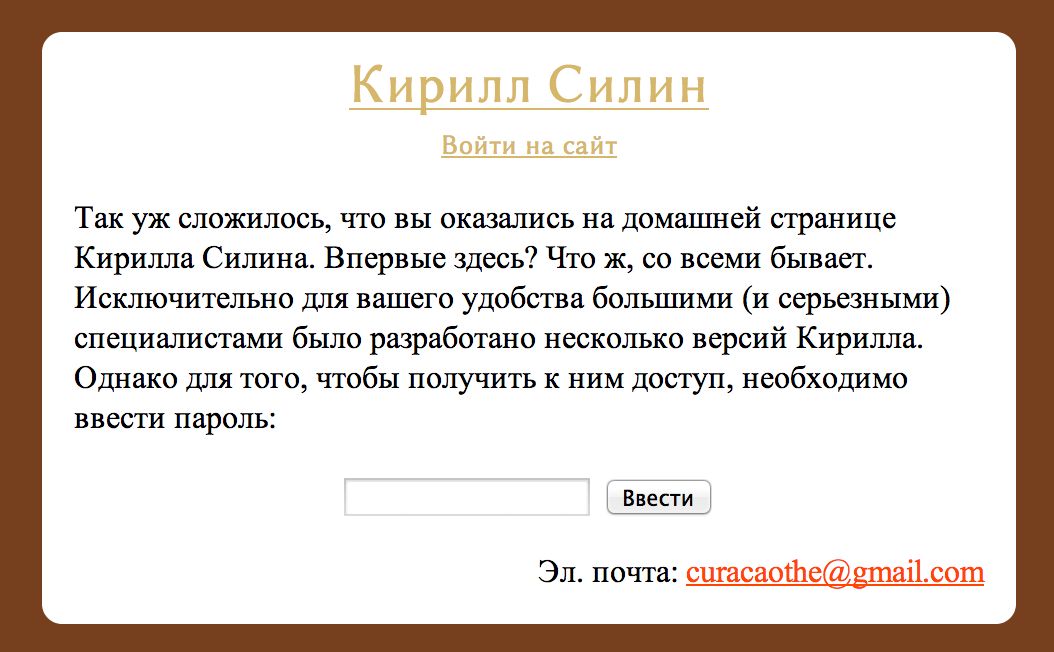 Кирилл Силин
Войти на сайт
Так уж сложилось, что вы оказались на домашней странице
Кирилла Силина. Впервые здесь? Что ж, со всеми бывает.
Исключительно для вашего удобства большими (и серьезными)
специалистами было разработано несколько версий Кирилла.
Однако для того, чтобы получить к ним доступ, необходимо
ввести пароль:
Ввести
Эл. почта: curacaothe@gmail.com